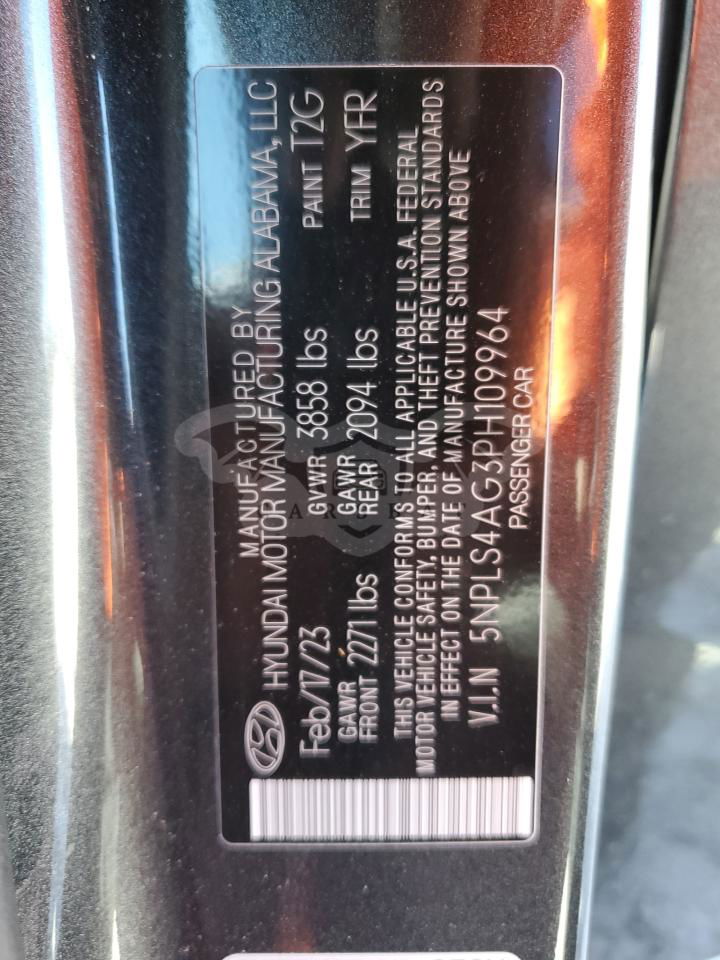 MANUFACTURED BY
HYUNDAI MOTOR MANUFACTURING ALABAMA, LLC
Feb/17/23 GVWR 3858 lbs PAINT T2G
GAWR FRONT 2271 lbs GAWR REAR 2094 lbs TRIM YFR
THIS VEHICLE CONFORMS TO ALL APPLICABLE U.S.A. FEDERAL
MOTOR VEHICLE SAFETY, BUMPER, AND THEFT PREVENTION STANDARDS
IN EFFECT ON THE DATE OF MANUFACTURE SHOWN ABOVE
V.I.N 5NPLS4AG3PH109964
PASSENGER CAR